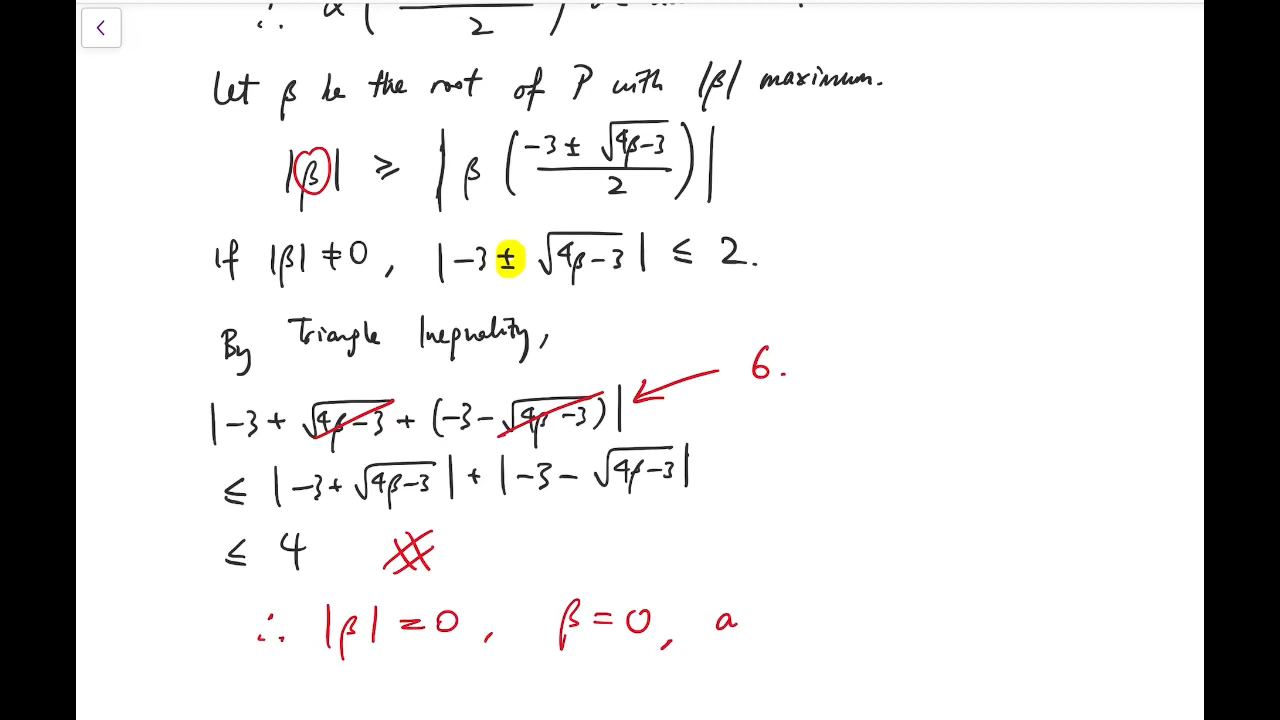 2
Let β be the root of P with |β| maximum.
|β| ⩾ | β ( (-3 ± √(4β-3)) / 2 ) |
If |β| ≠ 0 , | -3 ± √(4β-3) | ≤ 2 .
By Triangle Inequality,
6 .
| -3 + √(4β-3) + (-3 - √(4β-3)) |
≤ | -3 + √(4β-3) | + | -3 - √(4β-3) |
≤ 4
∴ |β| = 0 , β = 0 , a